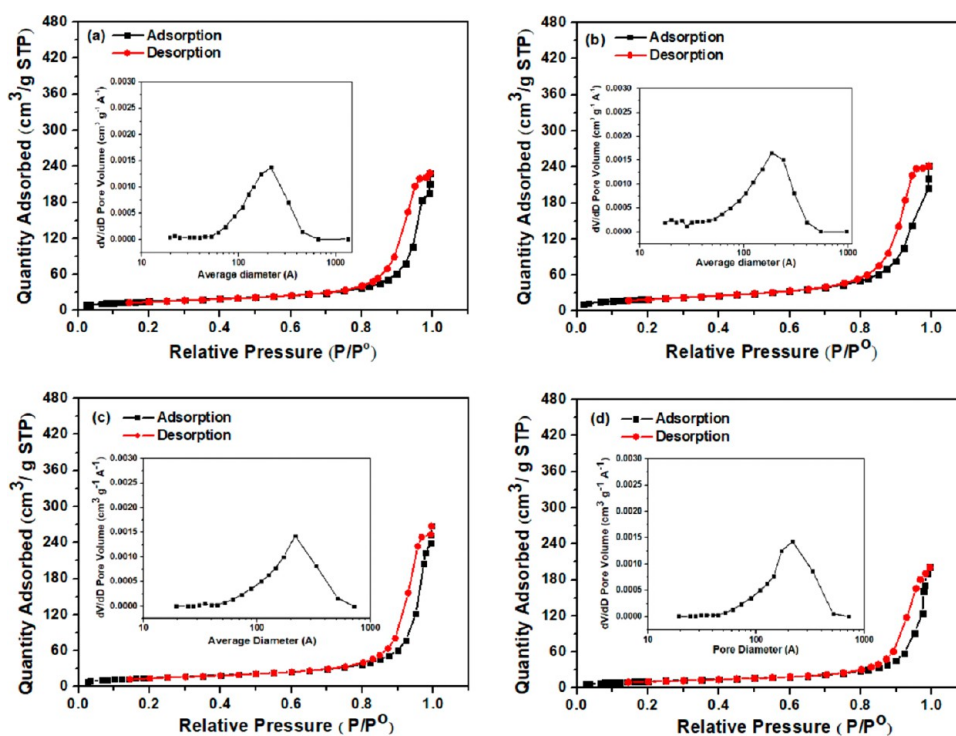 (a)
Adsorption
Desorption
Quantity Adsorbed (cm³/g STP)
480
420
360
300
240
180
120
60
0
0.0 0.2 0.4 0.6 0.8 1.0
Relative Pressure (P/P°)
dV/dD Pore Volume (cm³ g⁻¹ A⁻¹)
0.0030
0.0025
0.0020
0.0015
0.0010
0.0005
0.0000
10 100 1000
Average diameter (A)
(b)
Adsorption
Desorption
Quantity Adsorbed (cm³/g STP)
480
420
360
300
240
180
120
60
0
0.0 0.2 0.4 0.6 0.8 1.0
Relative Pressure (P/P⁰)
dV/dD Pore Volume (cm³ g⁻¹ A⁻¹)
0.0030
0.0025
0.0020
0.0015
0.0010
0.0005
0.0000
10 100 1000
Average diameter (A)
(c)
Adsorption
Desorption
Quantity Adsorbed (cm³/ g STP)
480
420
360
300
240
180
120
60
0
0.0 0.2 0.4 0.6 0.8 1.0
Relative Pressure ( P/P⁰)
dV/dD Pore Volume (cm³ g⁻¹ A⁻¹)
0.0030
0.0025
0.0020
0.0015
0.0010
0.0005
0.0000
10 100 1000
Average Diameter (A)
(d)
Adsorption
Desorption
Quantity Adsorbed (cm³/ g STP)
480
420
360
300
240
180
120
60
0
0.0 0.2 0.4 0.6 0.8 1.0
Relative Pressure ( P/P⁰)
dV/dD Pore Volume (cm³ g⁻¹ A⁻¹)
0.0030
0.0025
0.0020
0.0015
0.0010
0.0005
0.0000
10 100 1000
Pore Diameter (A)